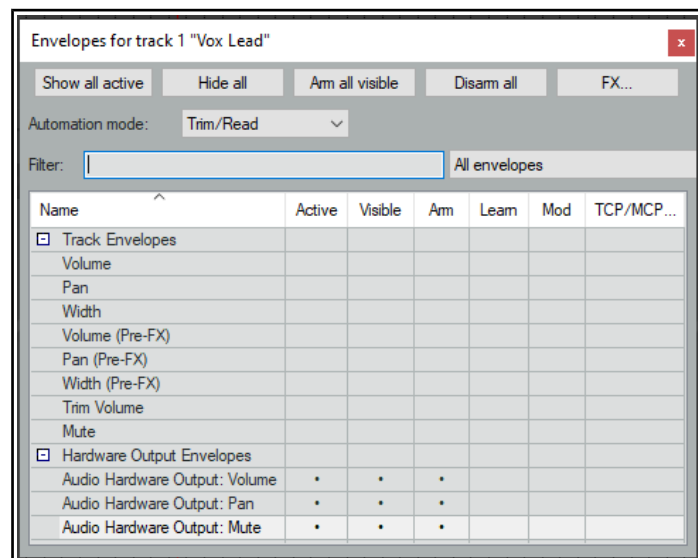 Envelopes for track 1 "Vox Lead"
x
Show all active Hide all Arm all visible Disarm all FX...
Automation mode: Trim/Read
Filter: All envelopes
Name Active Visible Arm Learn Mod TCP/MCP...
Track Envelopes
Volume
Pan
Width
Volume (Pre-FX)
Pan (Pre-FX)
Width (Pre-FX)
Trim Volume
Mute
Hardware Output Envelopes
Audio Hardware Output: Volume • • •
Audio Hardware Output: Pan • • •
Audio Hardware Output: Mute • • •